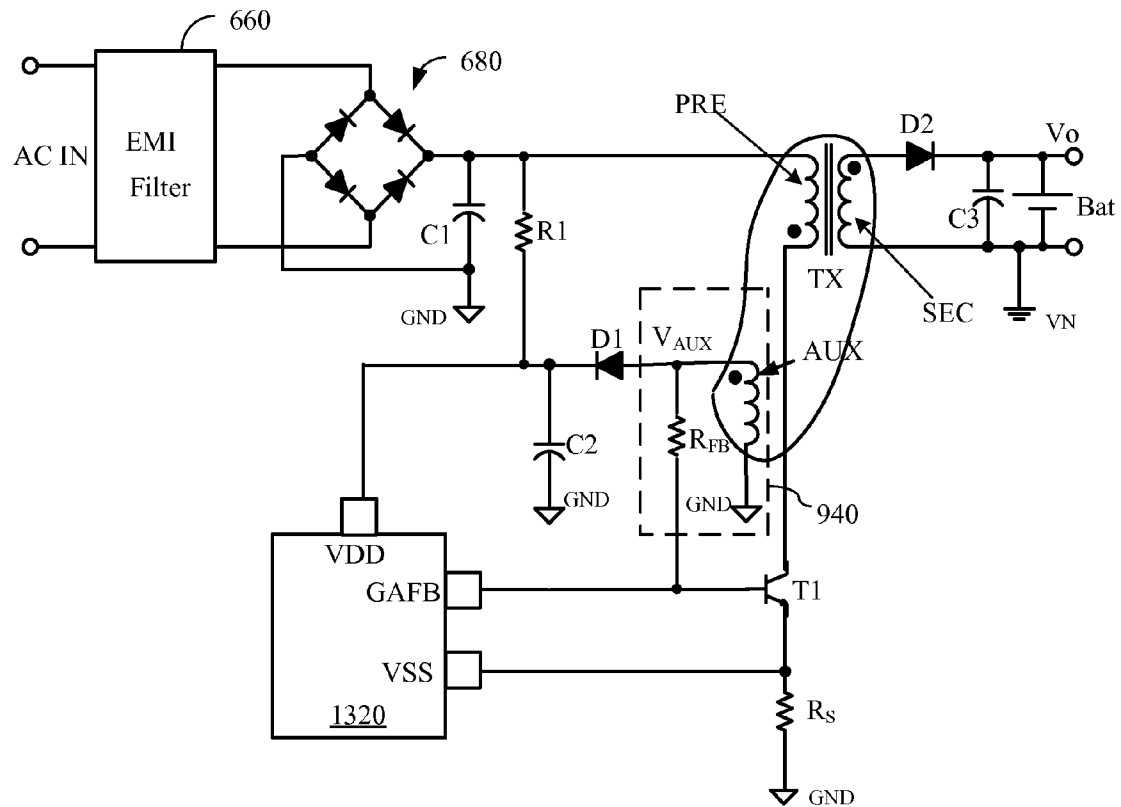 660
680
AC IN
EMI
Filter
PRE
D2
Vo
C1
R1
C3
Bat
TX
SEC
VN
GND
D1
VAUX
AUX
C2
RFB
GND
GND
940
VDD
GAFB
T1
VSS
1320
RS
GND